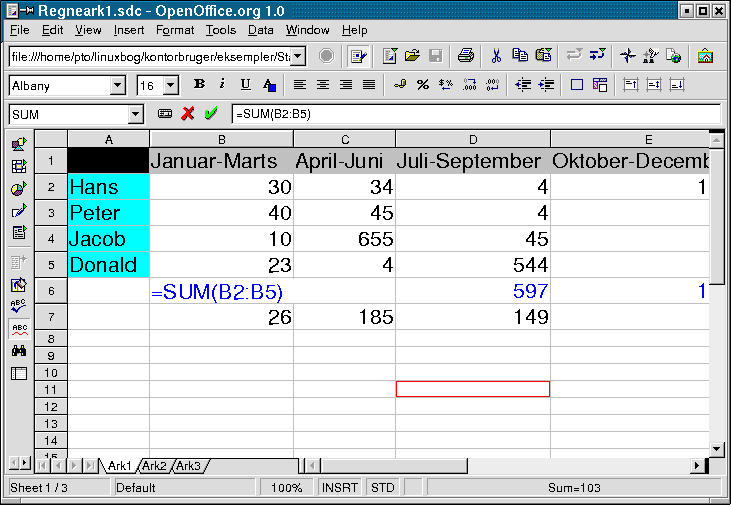 Regneark1.sdc - OpenOffice.org 1.0
File Edit View Insert Format Tools Data Window Help
file:///home/pto/linuxbog/kontorbruger/eksempler/Sta
Albany 16 B i U A
SUM =SUM(B2:B5)
A B C D E
1 Januar-Marts April-Juni Juli-September Oktober-Decemb
2 Hans 30 34 4 1
3 Peter 40 45 4
4 Jacob 10 655 45
5 Donald 23 4 544
6 =SUM(B2:B5) 597 1
7 26 185 149
8
9
10
11
12
13
14
15
Ark1 Ark2 Ark3
Sheet 1 / 3 Default 100% INSRT STD Sum=103